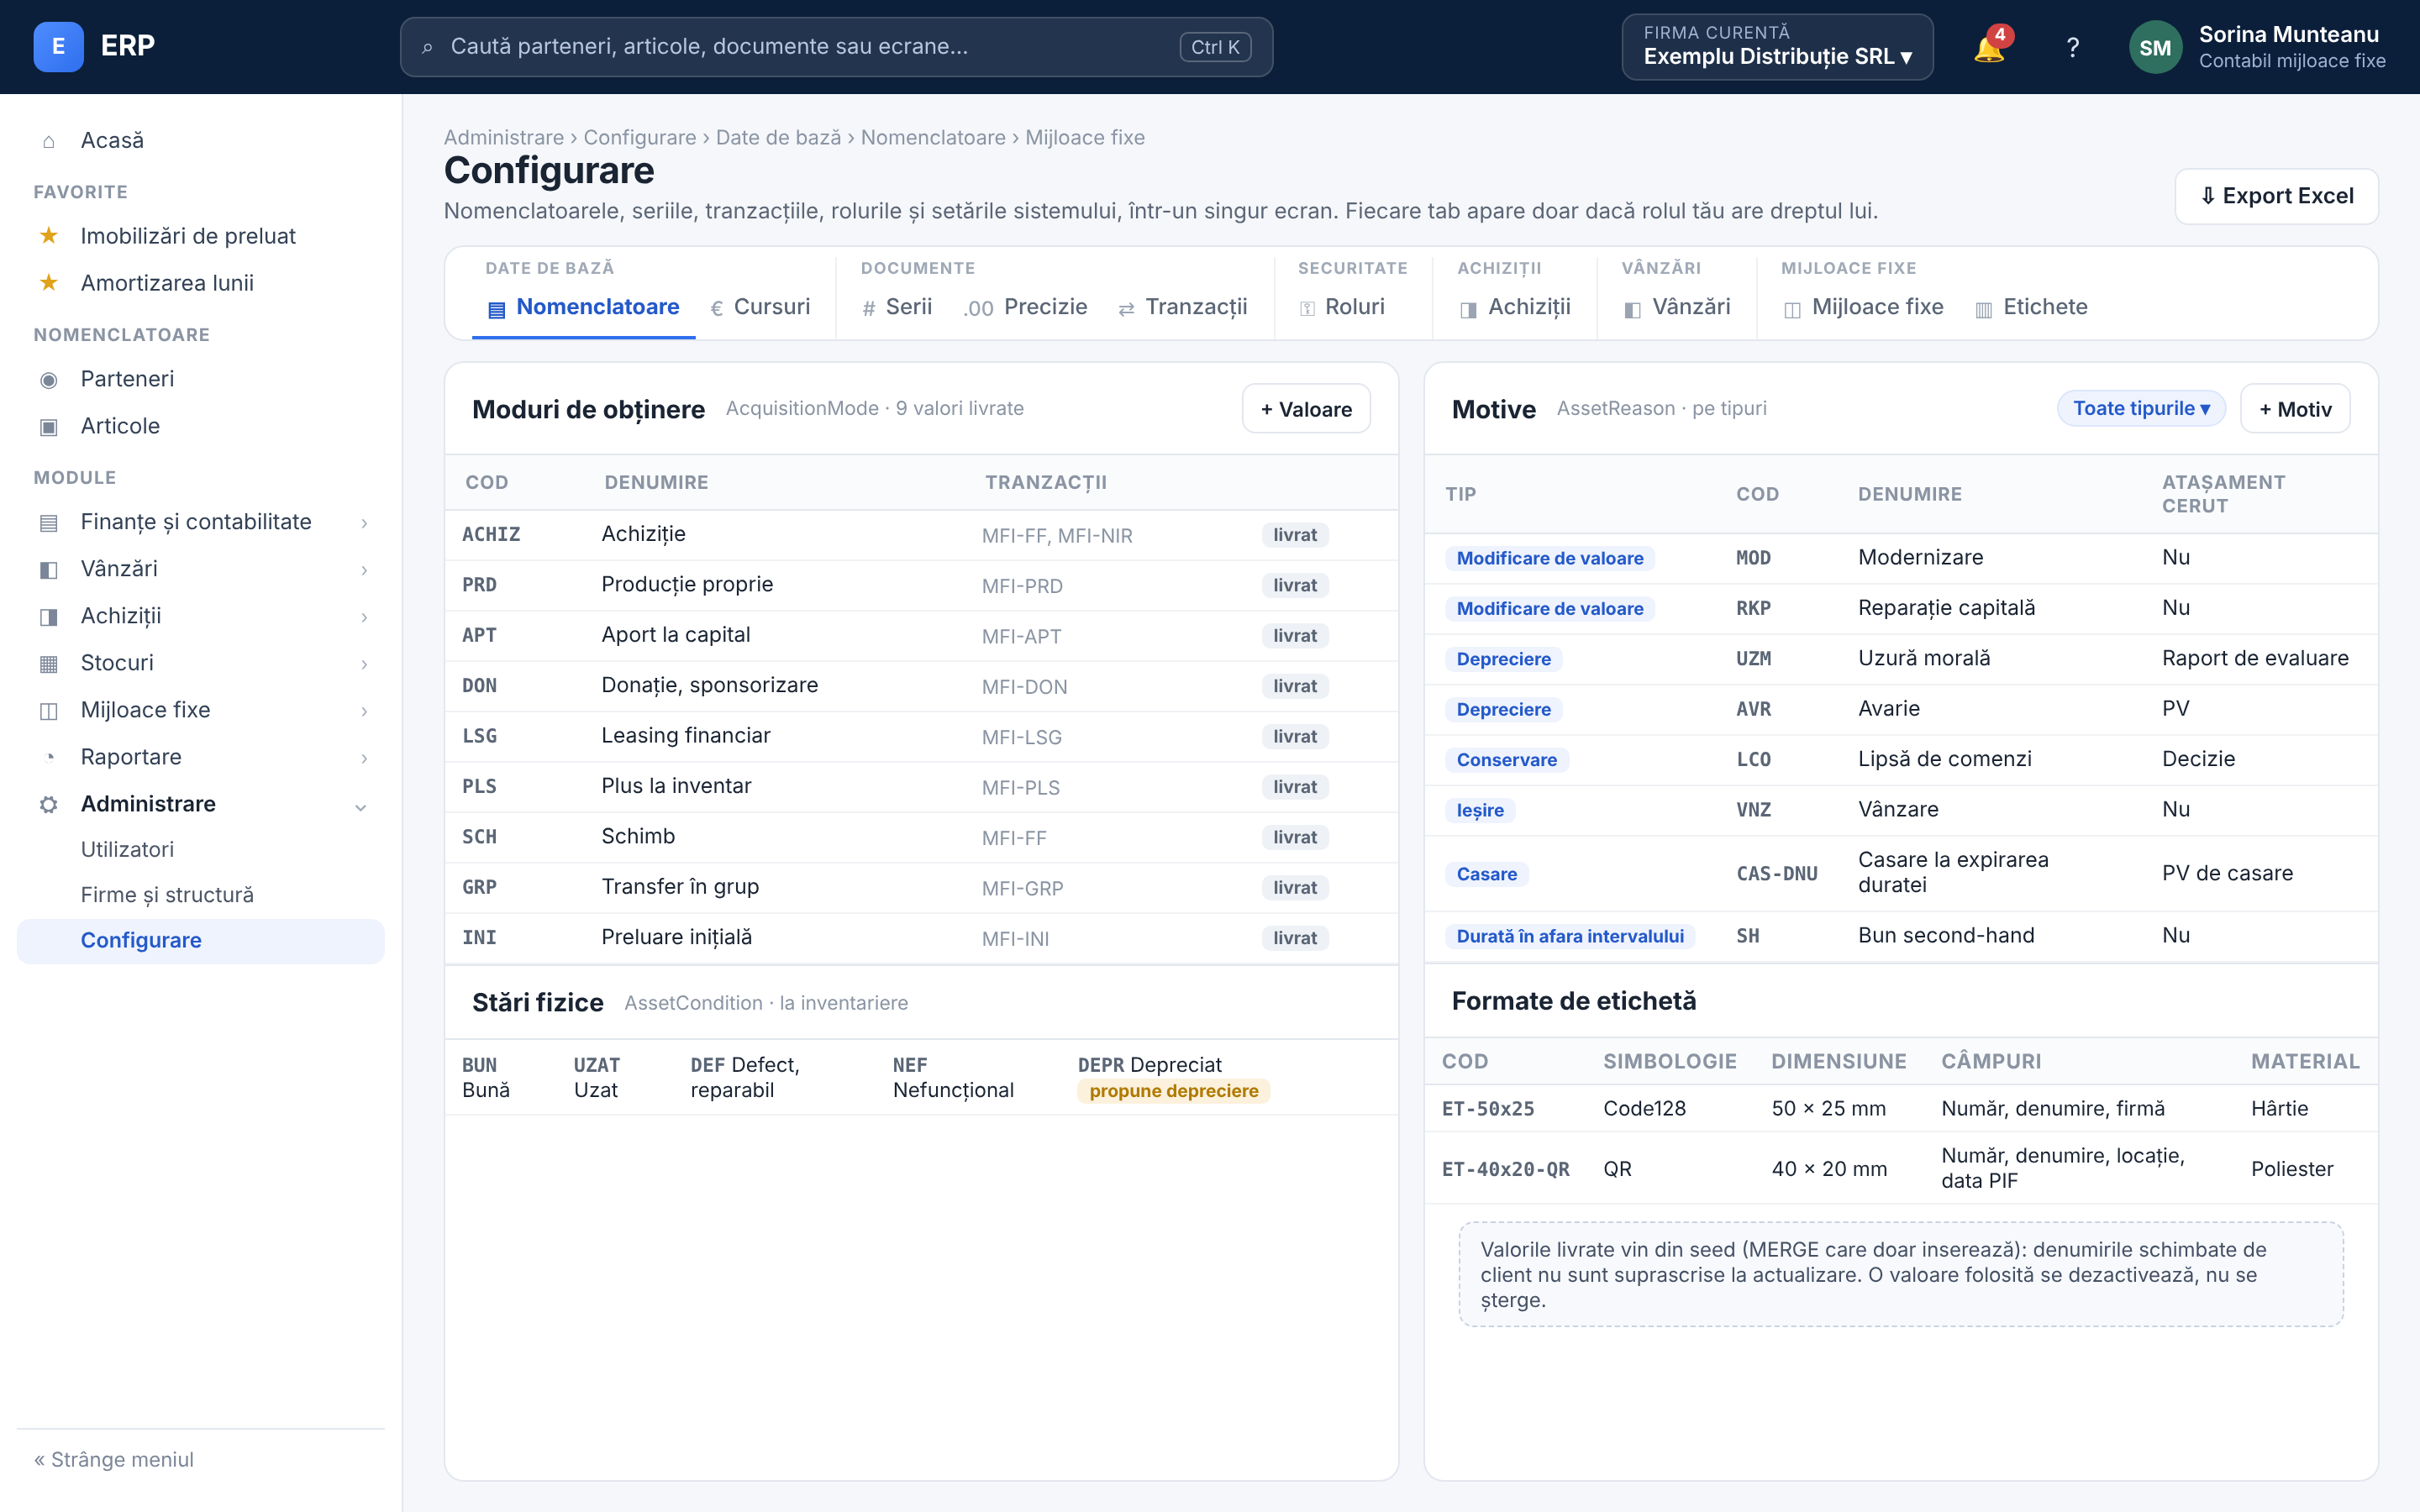 E ERP
Caută parteneri, articole, documente sau ecrane... Ctrl K
FIRMA CURENTĂ
Exemplu Distribuție SRL ▾
4
?
SM
Sorina Munteanu
Contabil mijloace fixe
Acasă
FAVORITE
★ Imobilizări de preluat
★ Amortizarea lunii
NOMENCLATOARE
Parteneri
Articole
MODULE
Finanțe și contabilitate ›
Vânzări ›
Achiziții ›
Stocuri ›
Mijloace fixe ›
Raportare ›
Administrare
Utilizatori
Firme și structură
Configurare
« Strânge meniul
Administrare › Configurare › Date de bază › Nomenclatoare › Mijloace fixe
Configurare
Nomenclatoarele, seriile, tranzacțiile, rolurile și setările sistemului, într-un singur ecran. Fiecare tab apare doar dacă rolul tău are dreptul lui.
⇩ Export Excel
DATE DE BAZĂ
Nomenclatoare € Cursuri
DOCUMENTE
# Serii .00 Precizie ⇄ Tranzacții
SECURITATE
Roluri
ACHIZIȚII
Achiziții
VÂNZĂRI
Vânzări
MIJLOACE FIXE
Mijloace fixe Etichete
Moduri de obținere AcquisitionMode · 9 valori livrate + Valoare
COD DENUMIRE TRANZACȚII
ACHIZ Achiziție MFI-FF, MFI-NIR livrat
PRD Producție proprie MFI-PRD livrat
APT Aport la capital MFI-APT livrat
DON Donație, sponsorizare MFI-DON livrat
LSG Leasing financiar MFI-LSG livrat
PLS Plus la inventar MFI-PLS livrat
SCH Schimb MFI-FF livrat
GRP Transfer în grup MFI-GRP livrat
INI Preluare inițială MFI-INI livrat
Stări fizice AssetCondition · la inventariere
BUN UZAT DEF Defect, NEF DEPR Depreciat
Bună Uzat reparabil Nefuncțional propune depreciere
Motive AssetReason · pe tipuri Toate tipurile ▾ + Motiv
TIP COD DENUMIRE ATAȘAMENT
CERUT
Modificare de valoare MOD Modernizare Nu
Modificare de valoare RKP Reparație capitală Nu
Depreciere UZM Uzură morală Raport de evaluare
Depreciere AVR Avarie PV
Conservare LCO Lipsă de comenzi Decizie
Ieșire VNZ Vânzare Nu
Casare CAS-DNU Casare la expirarea PV de casare
duratei
Durată în afara intervalului SH Bun second-hand Nu
Formate de etichetă
COD SIMBOLOGIE DIMENSIUNE CÂMPURI MATERIAL
ET-50x25 Code128 50 × 25 mm Număr, denumire, firmă Hârtie
ET-40x20-QR QR 40 × 20 mm Număr, denumire, locație, Poliester
data PIF
Valorile livrate vin din seed (MERGE care doar inserează): denumirile schimbate de
client nu sunt suprascrise la actualizare. O valoare folosită se dezactivează, nu se
șterge.